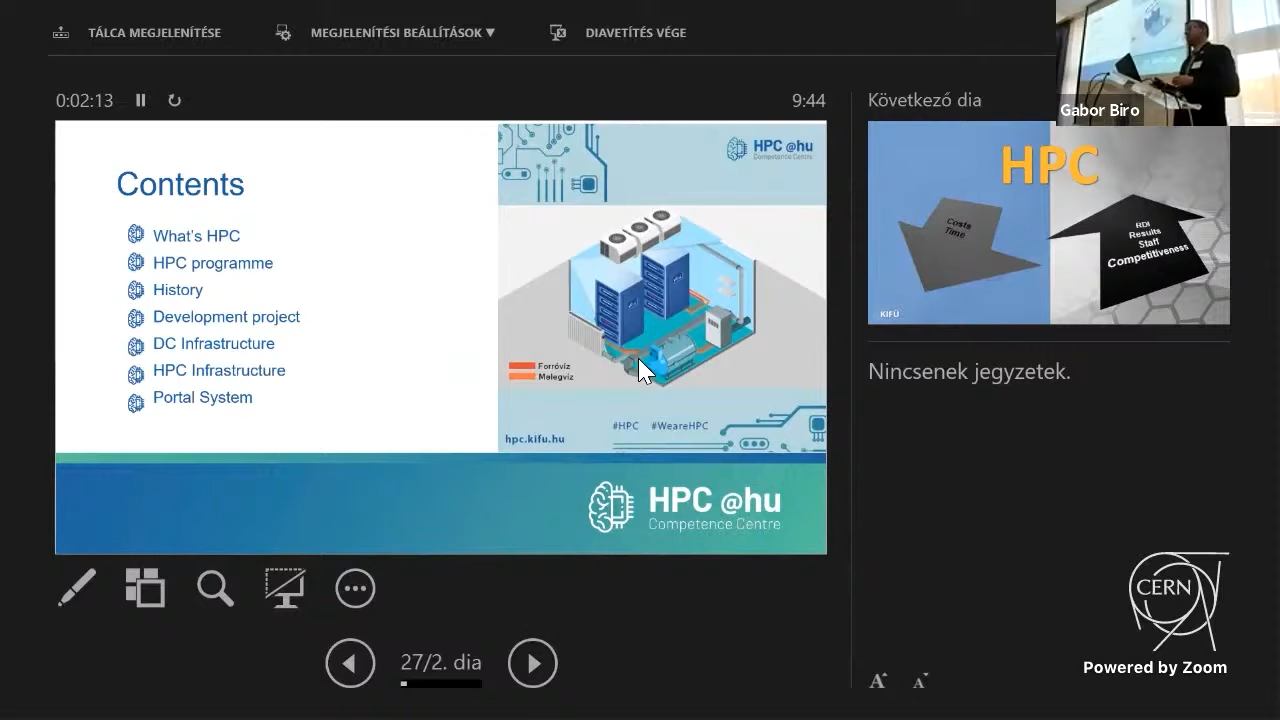 TÁLCA MEGJELENÍTÉSE
MEGJELENÍTÉSI BEÁLLÍTÁSOK ▼
DIAVETÍTÉS VÉGE
Gabor Biro
0:02:13
9:44
Contents
What's HPC
HPC programme
History
Development project
DC Infrastructure
HPC Infrastructure
Portal System
HPC @hu
Competence Centre
Forróvíz
Melegvíz
#HPC #WeareHPC
hpc.kifu.hu
HPC @hu
Competence Centre
27/2. dia
Következő dia
HPC
Costs
Time
RDI
Results
Staff
Competitiveness
KIFÜ
Nincsenek jegyzetek.
A A
CERN
Powered by Zoom